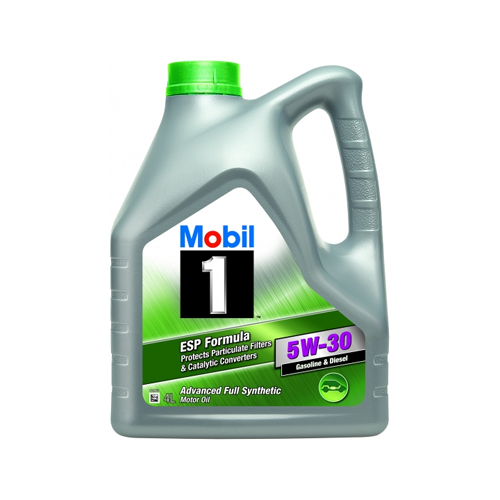 Mobil
1
™
ESP Formula
Protects Particulate Filters
& Catalytic Converters
5W-30
Gasoline & Diesel
Advanced Full Synthetic
Motor Oil
4L